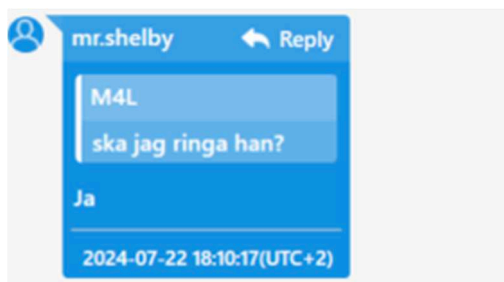 mr.shelby Reply
M4L
ska jag ringa han?
Ja
2024-07-22 18:10:17(UTC+2)